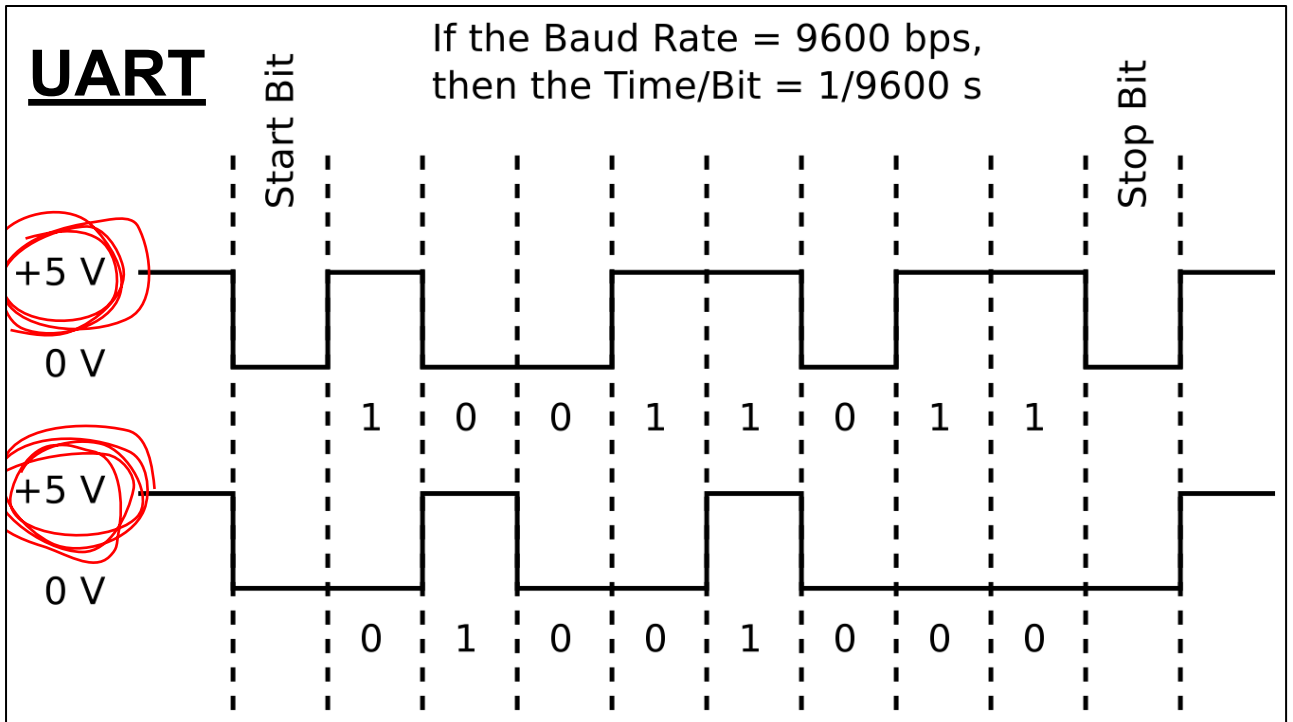 UART
If the Baud Rate = 9600 bps,
then the Time/Bit = 1/9600 s
Start Bit
Stop Bit
+5 V
0 V
1 0 0 1 1 0 1 1
+5 V
0 V
0 1 0 0 1 0 0 0